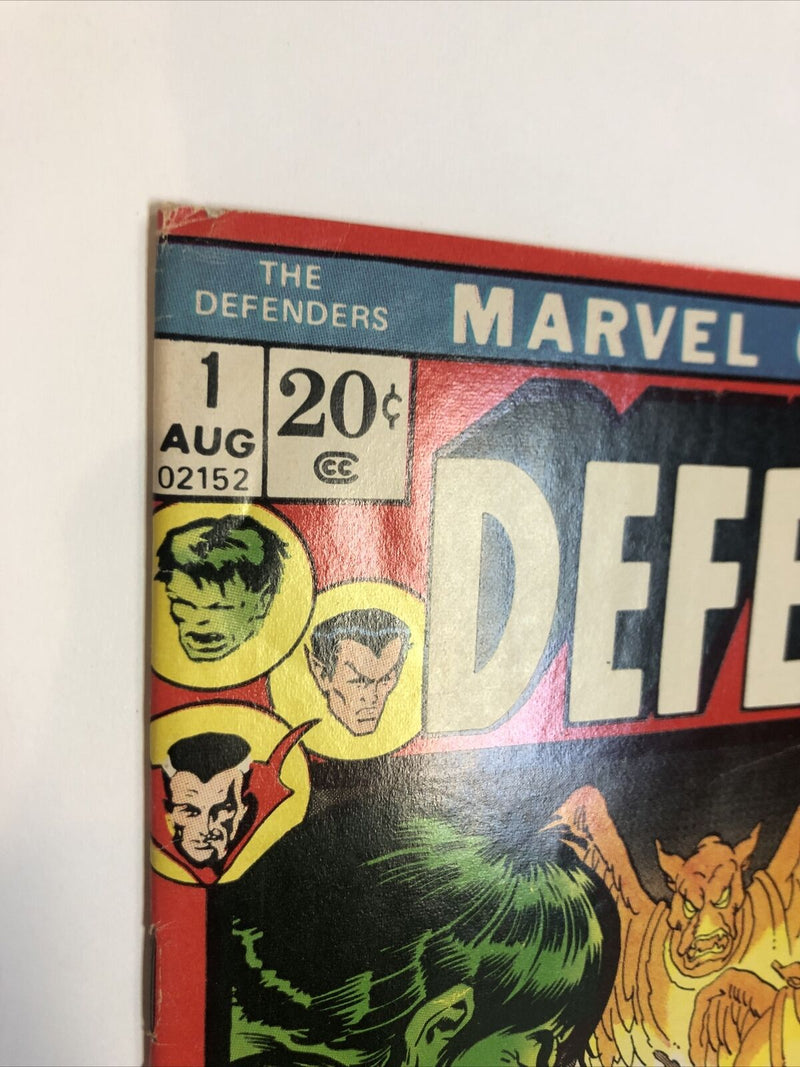 THE
DEFENDERS
MARVEL
1
AUG
02152
20¢
CC
DEFE